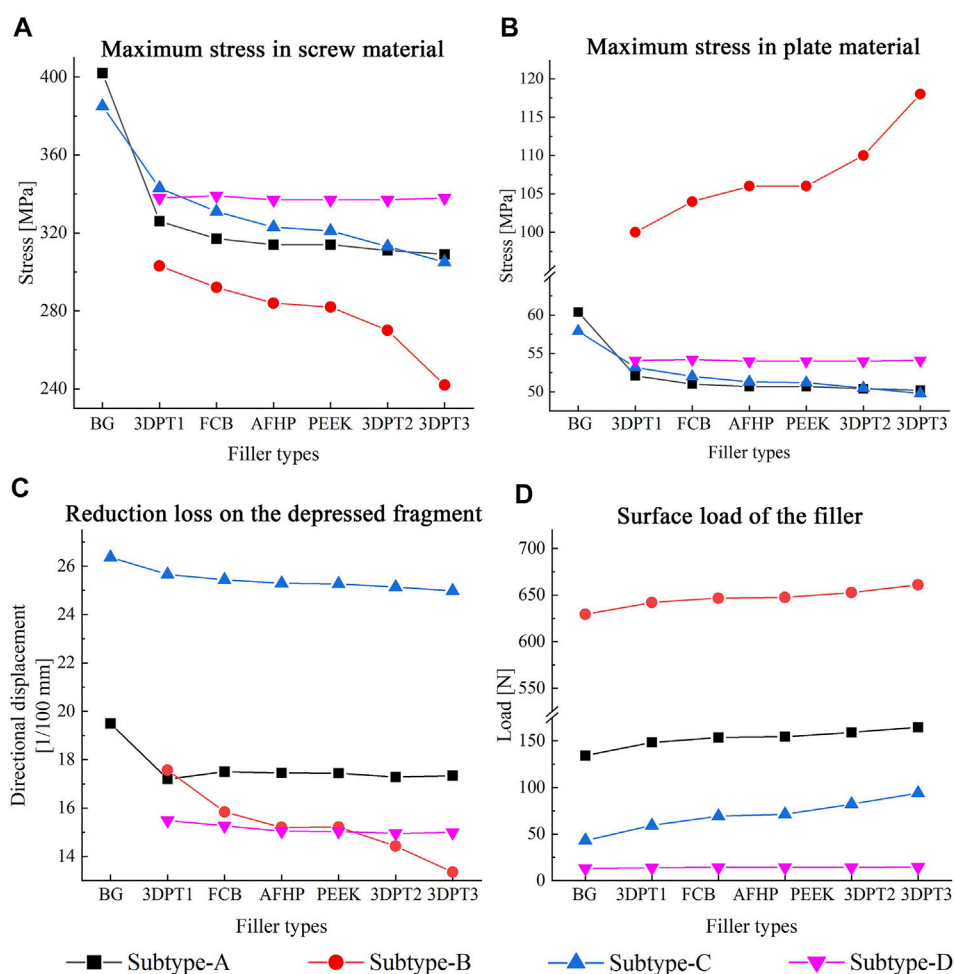 A
Maximum stress in screw material
400
360
320
280
240
Stress [MPa]
BG 3DPT1 FCB AFHP PEEK 3DPT2 3DPT3
Filler types
B
Maximum stress in plate material
120
115
110
105
100
60
55
50
Stress [MPa]
BG 3DPT1 FCB AFHP PEEK 3DPT2 3DPT3
Filler types
C
Reduction loss on the depressed fragment
26
24
22
20
18
16
14
Directional displacement
[1/100 mm]
BG 3DPT1 FCB AFHP PEEK 3DPT2 3DPT3
Filler types
D
Surface load of the filler
700
650
600
550
150
100
50
0
Load [N]
BG 3DPT1 FCB AFHP PEEK 3DPT2 3DPT3
Filler types
Subtype-A Subtype-B Subtype-C Subtype-D